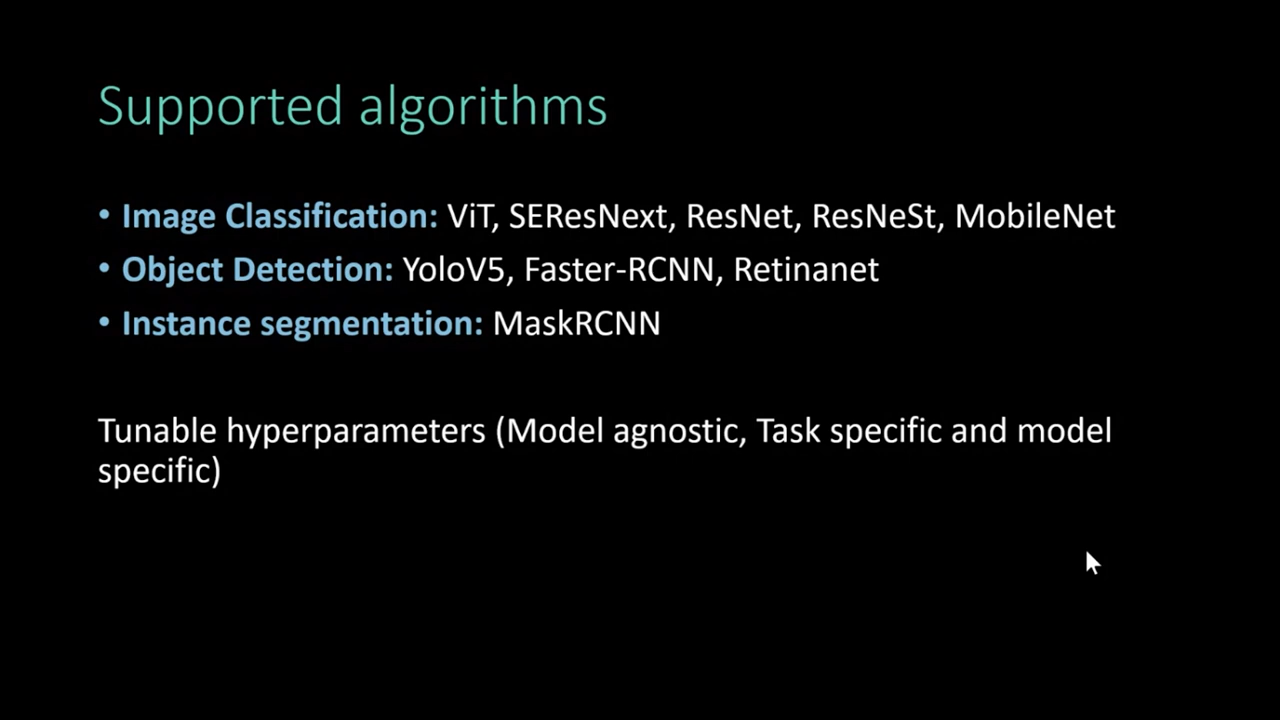 Supported algorithms
• Image Classification: ViT, SEResNext, ResNet, ResNeSt, MobileNet
• Object Detection: YoloV5, Faster-RCNN, Retinanet
• Instance segmentation: MaskRCNN
Tunable hyperparameters (Model agnostic, Task specific and model
specific)